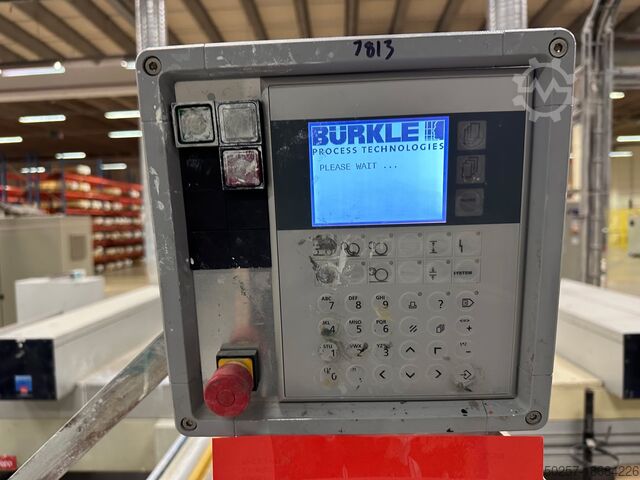 7813
BÜRKLE
PROCESS TECHNOLOGIES
PLEASE WAIT ...
SYSTEM
ABC 7 DEF 8 GHI 9 ?
JKL 4 MNO 5 PQR 6 +
STU 1 VWX 2 YZ 3 -
0